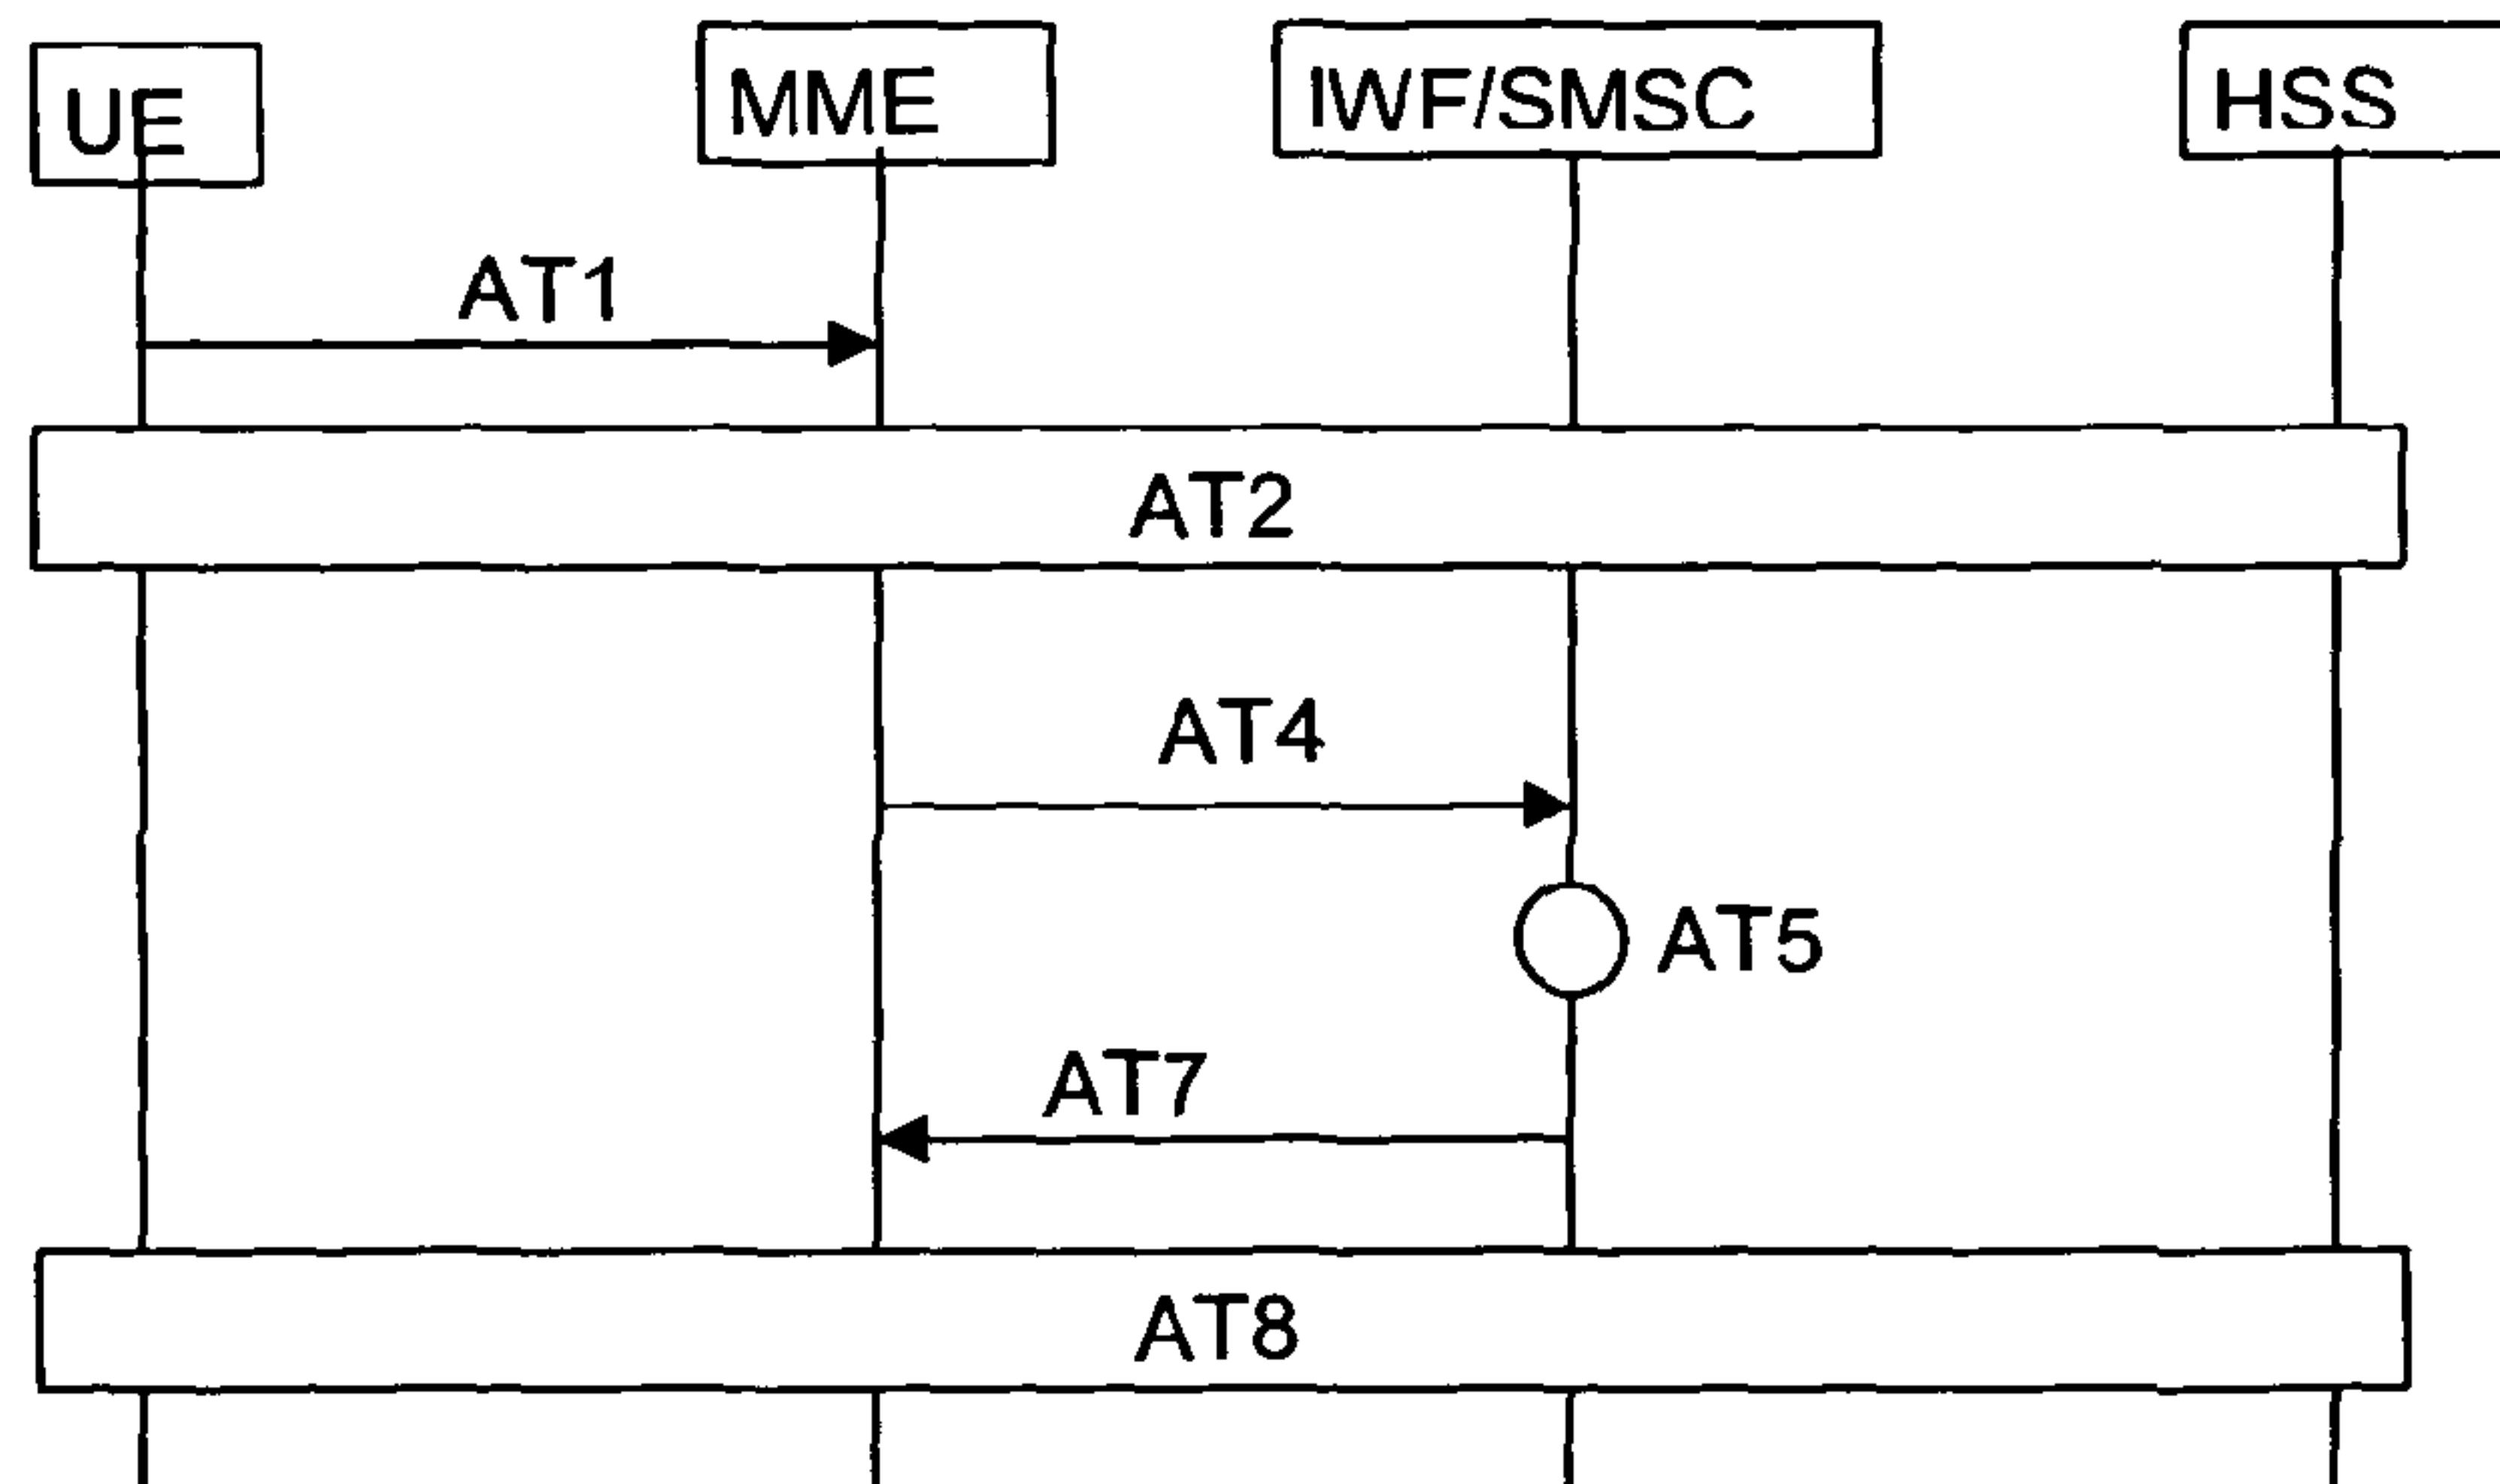 UE MME IWF/SMSC HSS
AT1
AT2
AT4
AT5
AT7
AT8